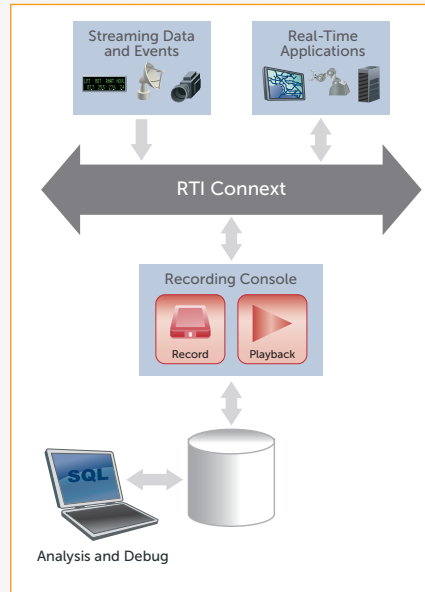 Streaming Data
and Events
Real-Time
Applications
RTI Connext
Recording Console
Record
Playback
SQL
Analysis and Debug